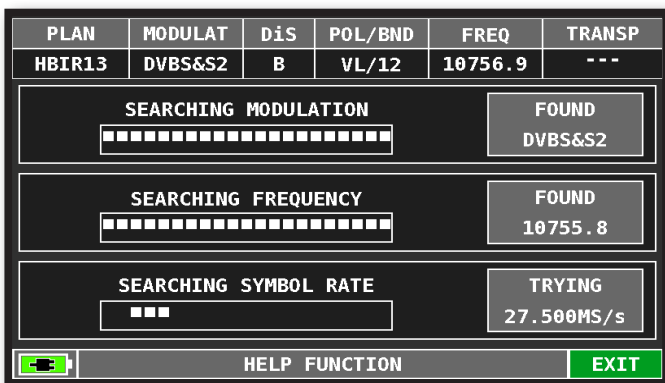 PLAN MODULAT DiS POL/BND FREQ TRANSP
HBIR13 DVBS&S2 B VL/12 10756.9 ---
SEARCHING MODULATION
FOUND
DVBS&S2
SEARCHING FREQUENCY
FOUND
10755.8
SEARCHING SYMBOL RATE
TRYING
27.500MS/s
HELP FUNCTION EXIT